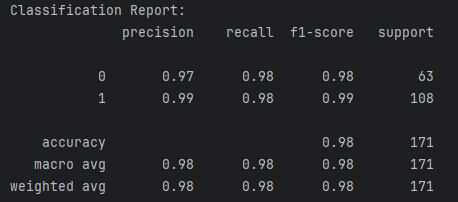 Classification Report:
precision recall f1-score support
0 0.97 0.98 0.98 63
1 0.99 0.98 0.99 108
accuracy 0.98 171
macro avg 0.98 0.98 0.98 171
weighted avg 0.98 0.98 0.98 171